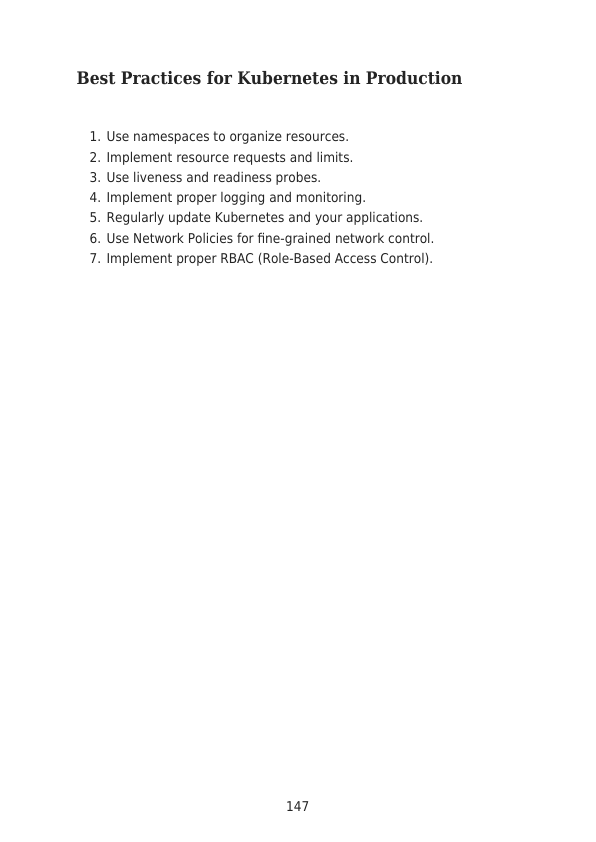 Best Practices for Kubernetes in Production
1. Use namespaces to organize resources.
2. Implement resource requests and limits.
3. Use liveness and readiness probes.
4. Implement proper logging and monitoring.
5. Regularly update Kubernetes and your applications.
6. Use Network Policies for fine-grained network control.
7. Implement proper RBAC (Role-Based Access Control).
147